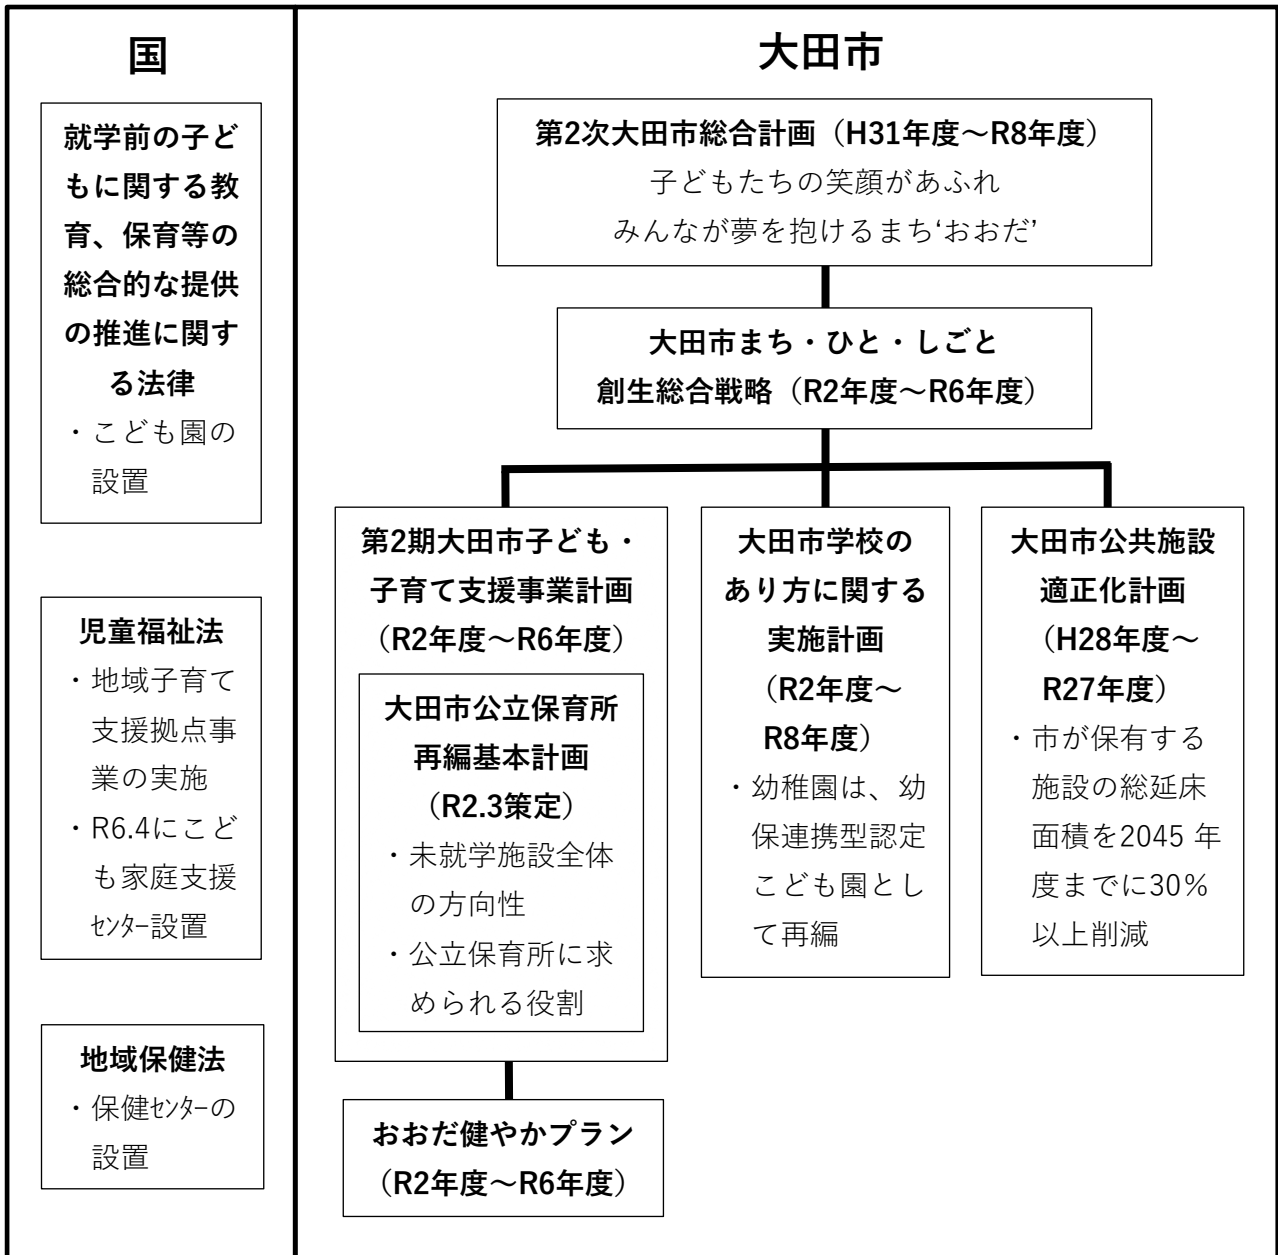 国
就学前の子ど
もに関する教
育、保育等の
総合的な提供
の推進に関す
る法律
・こども園の
設置
児童福祉法
・地域子育て
支援拠点事
業の実施
・R6.4にこど
も家庭支援
ｾﾝﾀｰ設置
地域保健法
・保健ｾﾝﾀｰの
設置
大田市
第2次大田市総合計画（H31年度～R8年度）
子どもたちの笑顔があふれ
みんなが夢を抱けるまち‘おおだ’
大田市まち・ひと・しごと
創生総合戦略（R2年度～R6年度）
第2期大田市子ども・
子育て支援事業計画
（R2年度～R6年度）
大田市公立保育所
再編基本計画
（R2.3策定）
・未就学施設全体
の方向性
・公立保育所に求
められる役割
おおだ健やかプラン
（R2年度～R6年度）
大田市学校の
あり方に関する
実施計画
（R2年度～
R8年度）
・幼稚園は、幼
保連携型認定
こども園とし
て再編
大田市公共施設
適正化計画
（H28年度～
R27年度）
・市が保有する
施設の総延床
面積を2045 年
度までに30％
以上削減